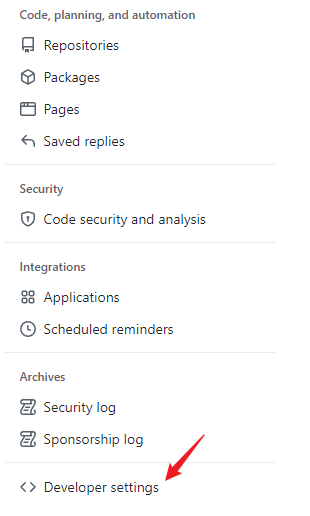 Code, planning, and automation
Repositories
Packages
Pages
Saved replies
Security
Code security and analysis
Integrations
Applications
Scheduled reminders
Archives
Security log
Sponsorship log
Developer settings